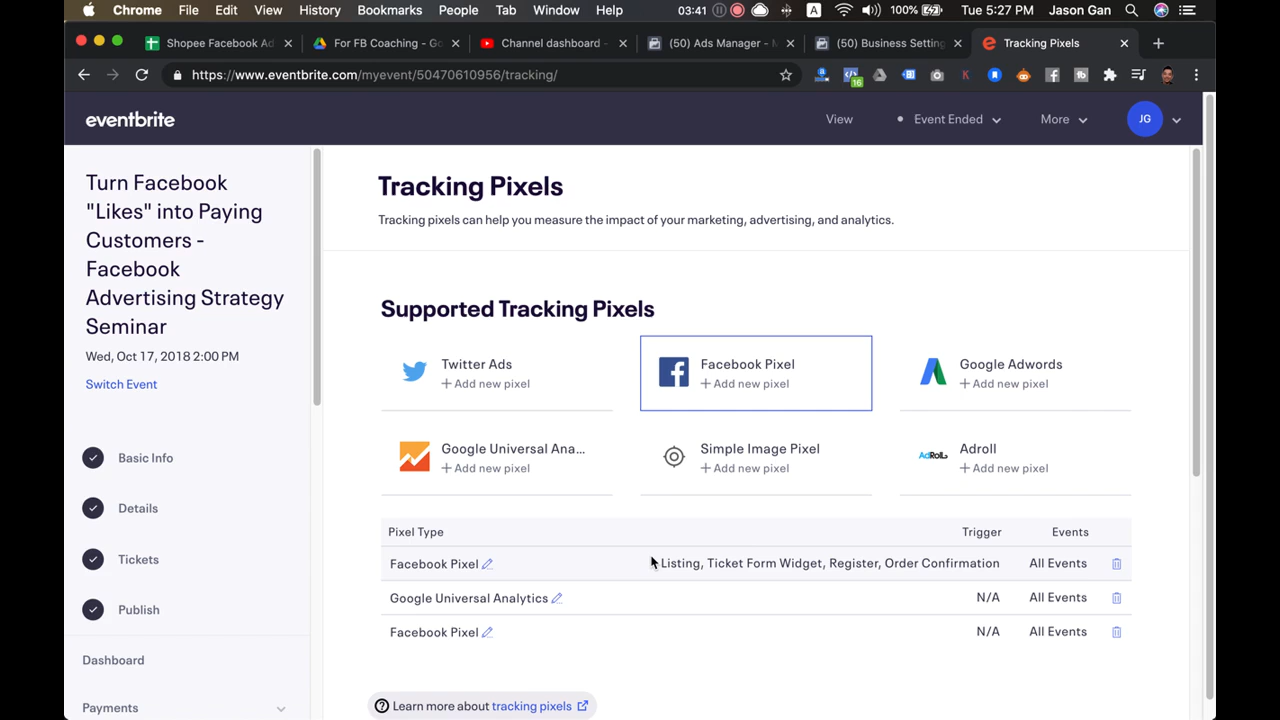 Chrome File Edit View History Bookmarks People Tab Window Help 03:41 A 100% Tue 5:27 PM Jason Gan
Shopee Facebook Ad For FB Coaching - Go Channel dashboard - (50) Ads Manager - M (50) Business Setting Tracking Pixels
https://www.eventbrite.com/myevent/50470610956/tracking/ 16
eventbrite View Event Ended More JG
Turn Facebook
"Likes" into Paying
Customers -
Facebook
Advertising Strategy
Seminar
Wed, Oct 17, 2018 2:00 PM
Switch Event
Basic Info
Details
Tickets
Publish
Dashboard
Payments
Tracking Pixels
Tracking pixels can help you measure the impact of your marketing, advertising, and analytics.
Supported Tracking Pixels
Twitter Ads Facebook Pixel Google Adwords
+ Add new pixel + Add new pixel + Add new pixel
Google Universal Ana... Simple Image Pixel AdRoll Adroll
+ Add new pixel + Add new pixel + Add new pixel
Pixel Type Trigger Events
Facebook Pixel Listing, Ticket Form Widget, Register, Order Confirmation All Events
Google Universal Analytics N/A All Events
Facebook Pixel N/A All Events
? Learn more about tracking pixels